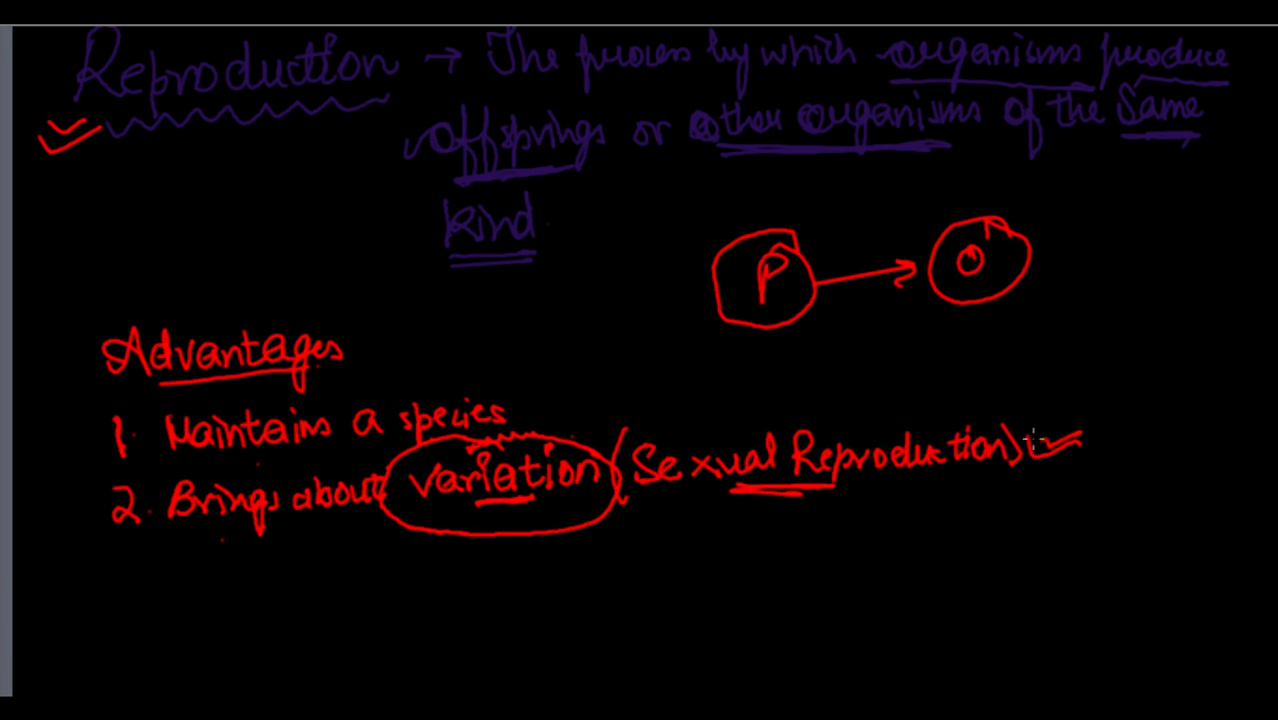 Reproduction → The process by which organisms produce
offsprings or other organisms of the same
kind
P → O
Advantages
1. Maintains a species
2. Brings about variation (Sexual Reproduction)